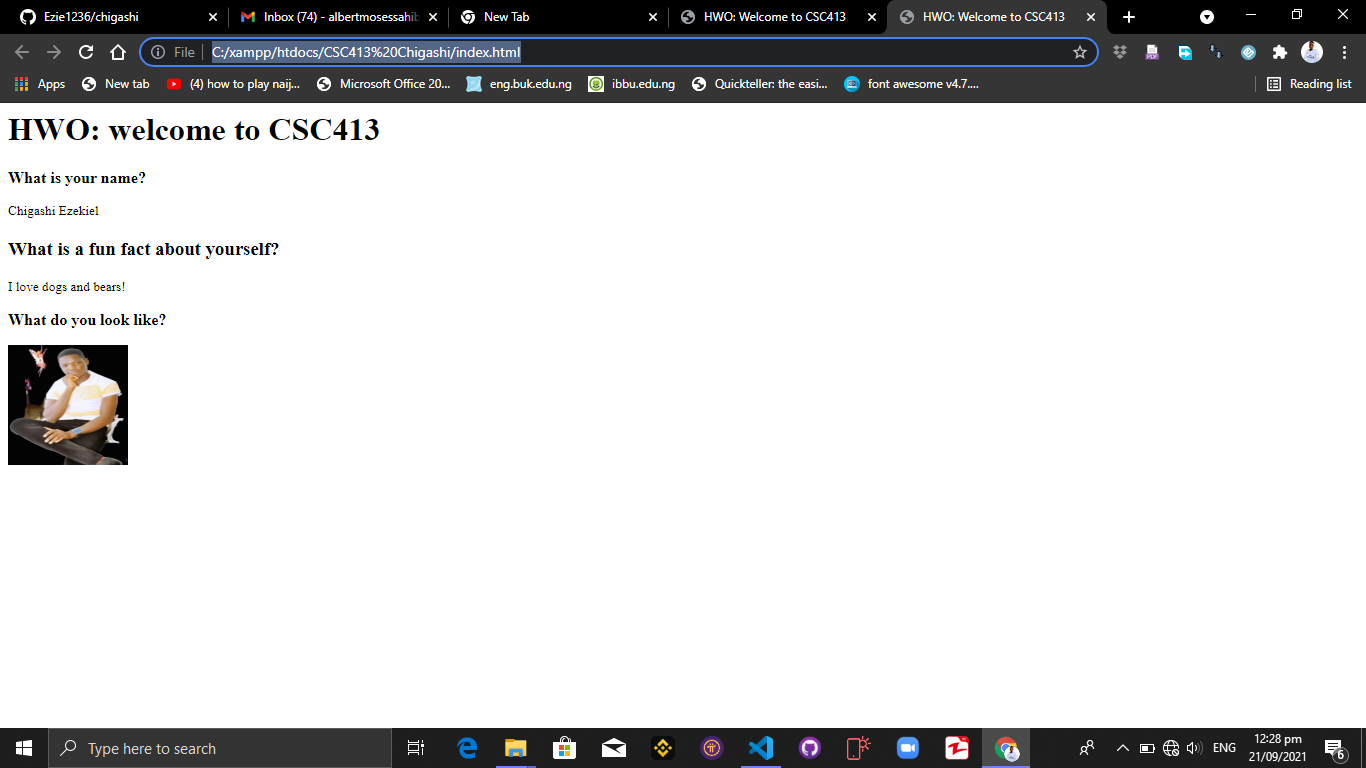 Ezie1236/chigashi
Inbox (74) - albertmosessahib
New Tab
HWO: Welcome to CSC413
HWO: Welcome to CSC413
File
C:/xampp/htdocs/CSC413%20Chigashi/index.html
Apps
New tab
(4) how to play naij...
Microsoft Office 20...
eng.buk.edu.ng
ibbu.edu.ng
Quickteller: the easi...
font awesome v4.7....
Reading list
HWO: welcome to CSC413
What is your name?
Chigashi Ezekiel
What is a fun fact about yourself?
I love dogs and bears!
What do you look like?
Type here to search
ENG
12:28 pm
21/09/2021
6